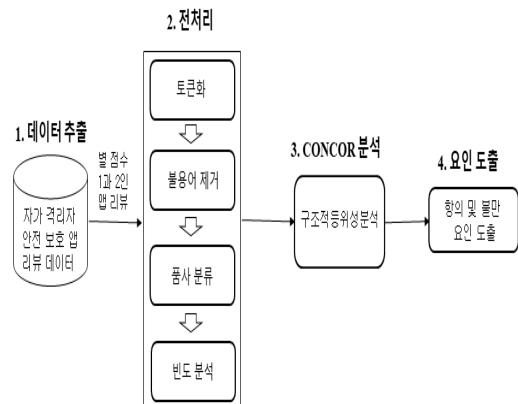 1. 데이터 추출
자가 격리자
안전 보호 앱
리뷰 데이터
별 점수
1과 2인
앱 리뷰
2. 전처리
토큰화
불용어 제거
품사 분류
빈도 분석
3. CONCOR 분석
구조적등위성분석
4. 요인 도출
항의 및 불만
요인 도출